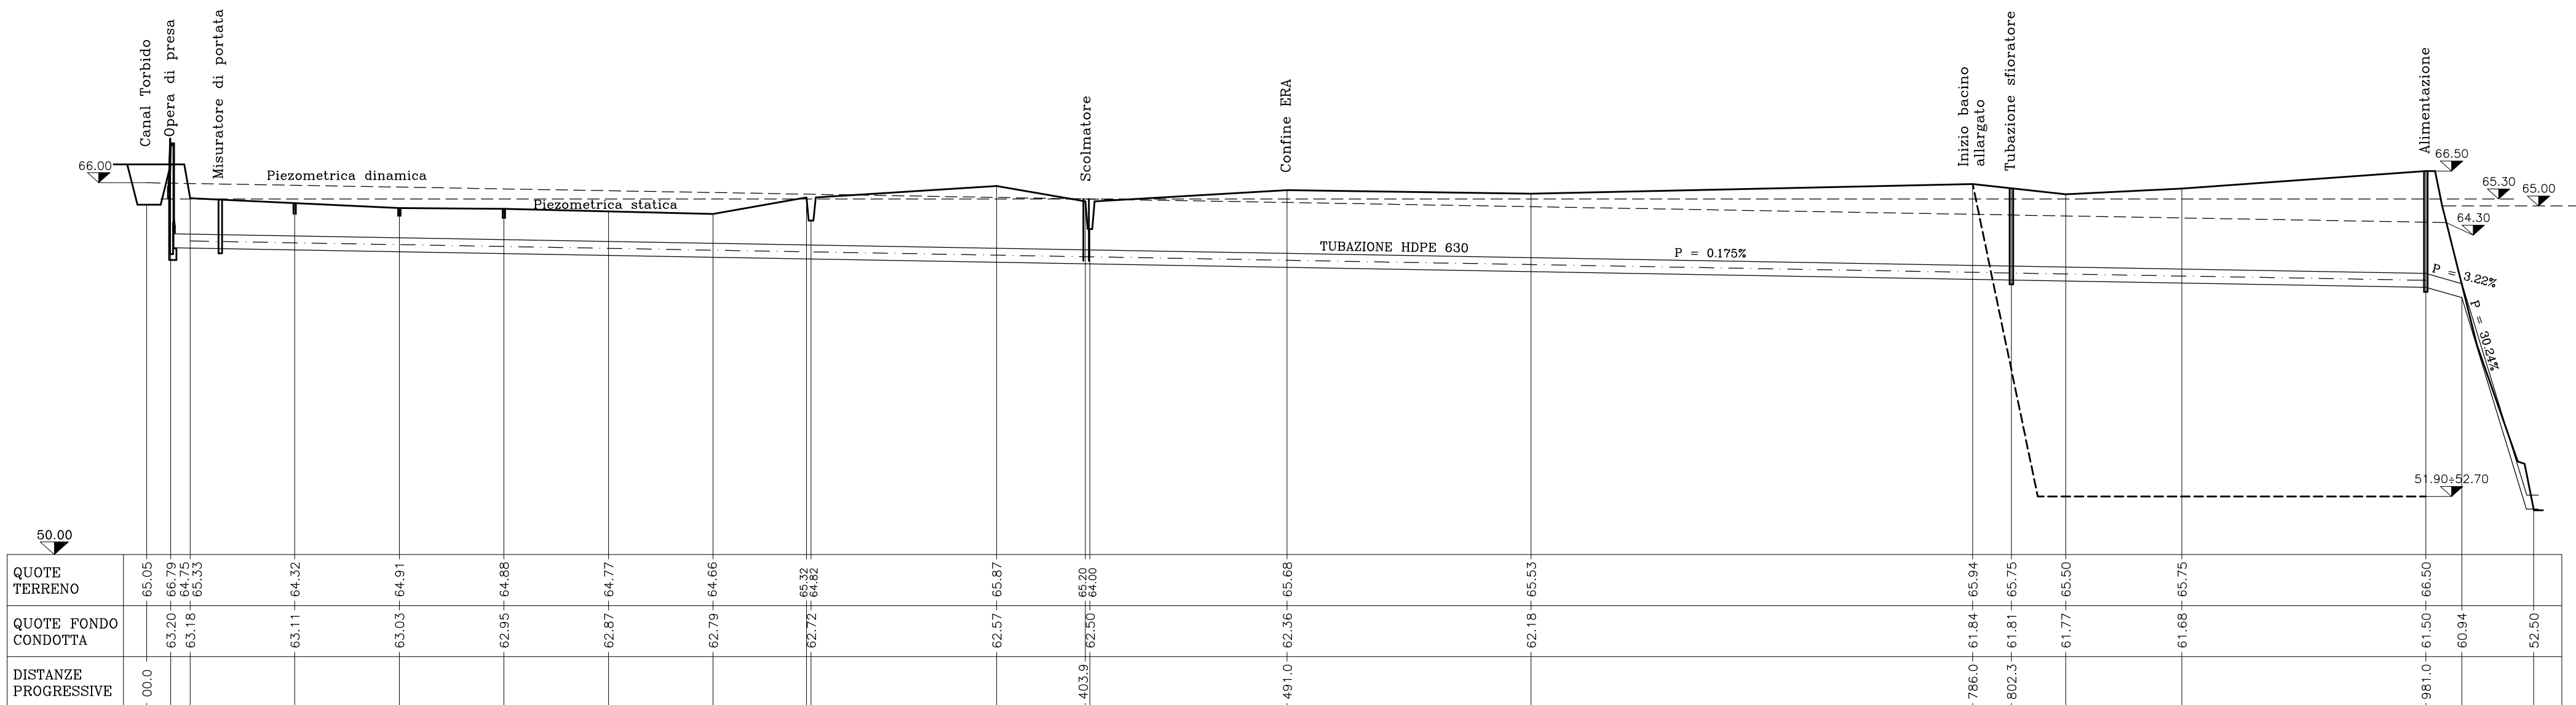 Canal Torbido
Opera di presa
Misuratore di portata
Scolmatore
Confine ERA
Inizio bacino
allargato
Tubazione sfioratore
Alimentazione
66.00
Piezometrica dinamica
Piezometrica statica
66.50
65.30
65.00
64.30
TUBAZIONE HDPE 630
P = 0.175%
P = 3.22%
P = 30.24%
51.90÷52.70
50.00
QUOTE
TERRENO
65.05
66.79
64.75
65.33
64.32
64.91
64.88
64.77
64.66
65.32
64.82
65.87
65.20
64.00
65.68
65.53
65.94
65.75
65.50
65.75
66.50
QUOTE FONDO
CONDOTTA
63.20
63.18
63.11
63.03
62.95
62.87
62.79
62.72
62.57
62.50
62.36
62.18
61.84
61.81
61.77
61.68
61.50
60.94
52.50
DISTANZE
PROGRESSIVE
00.0
403.9
491.0
786.0
802.3
981.0